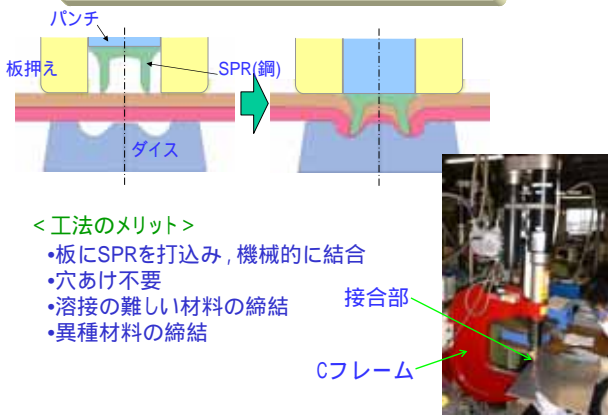 パンチ
板押え
SPR(鋼)
ダイス
<工法のメリット>
•板にSPRを打込み,機械的に結合
•穴あけ不要
•溶接の難しい材料の締結
•異種材料の締結
接合部
Cフレーム